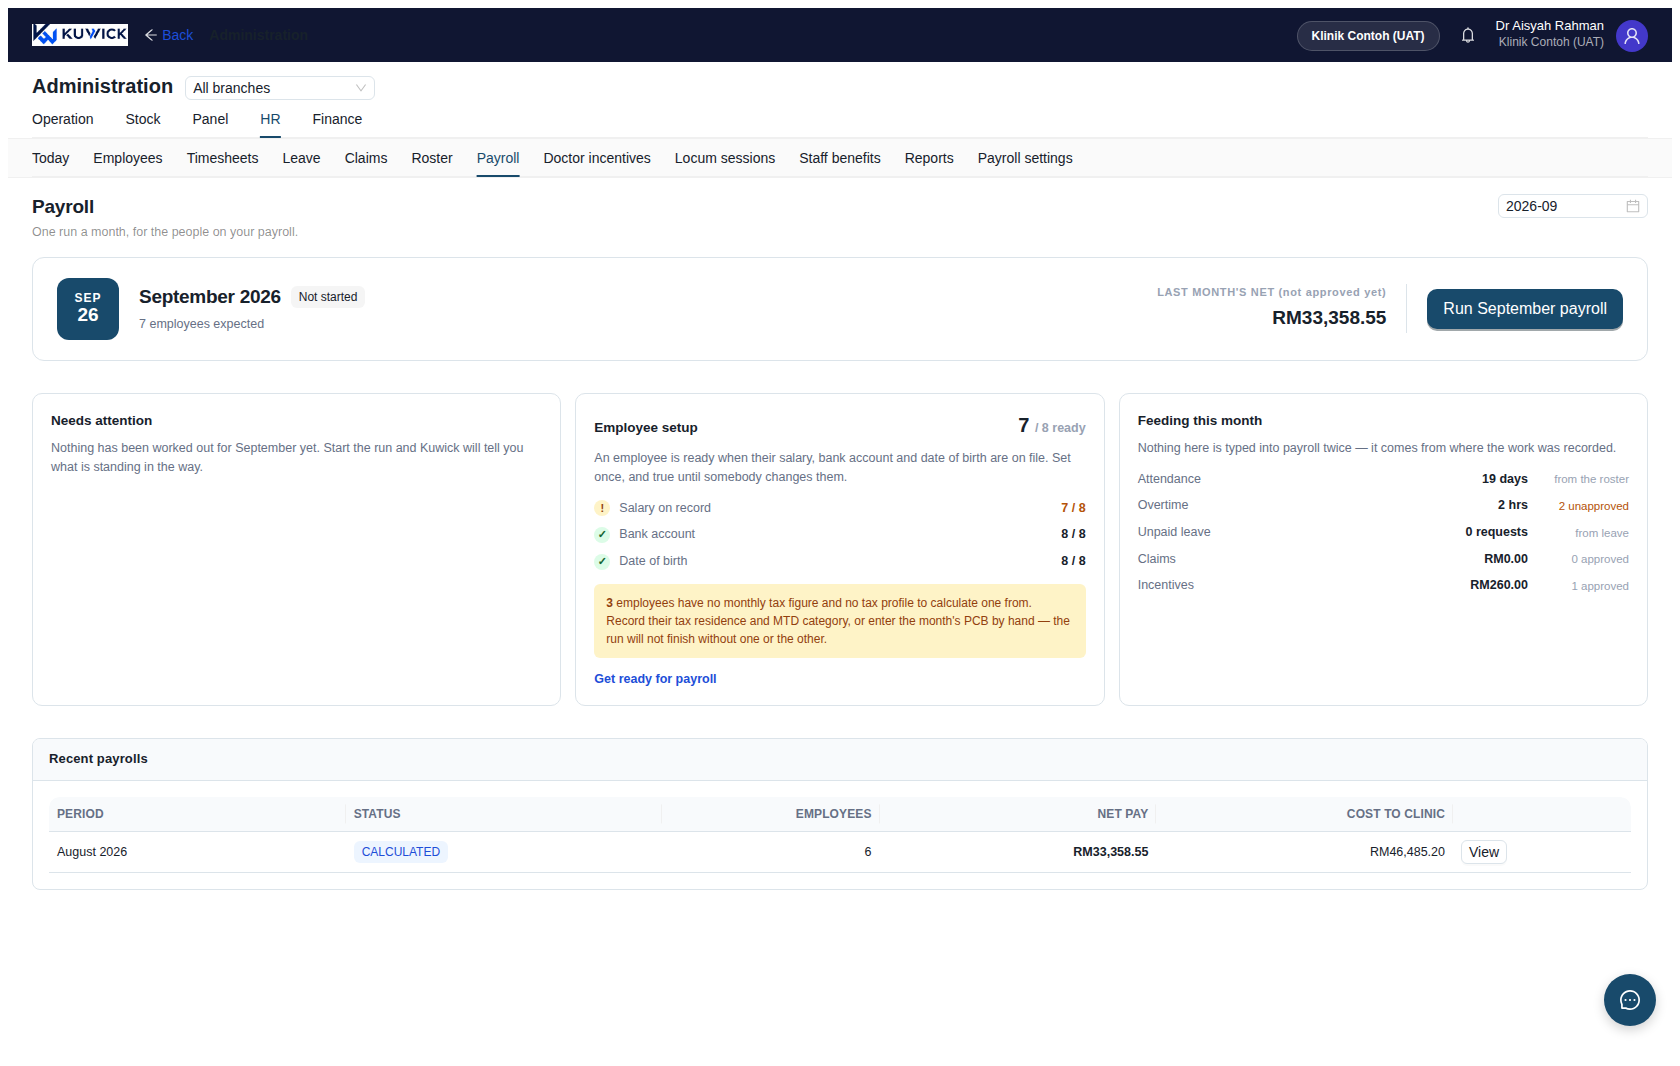 KUWICK
Back Administration
Klinik Contoh (UAT)
Dr Aisyah Rahman
Klinik Contoh (UAT)
Administration
All branches
Operation Stock Panel HR Finance
Today Employees Timesheets Leave Claims Roster Payroll Doctor incentives Locum sessions Staff benefits Reports Payroll settings
Payroll
2026-09
One run a month, for the people on your payroll.
SEP
26
September 2026 Not started
7 employees expected
LAST MONTH'S NET (not approved yet)
RM33,358.55
Run September payroll
Needs attention
Nothing has been worked out for September yet. Start the run and Kuwick will tell you
what is standing in the way.
Employee setup 7 / 8 ready
An employee is ready when their salary, bank account and date of birth are on file. Set
once, and true until somebody changes them.
! Salary on record 7 / 8
✓ Bank account 8 / 8
✓ Date of birth 8 / 8
3 employees have no monthly tax figure and no tax profile to calculate one from.
Record their tax residence and MTD category, or enter the month's PCB by hand — the
run will not finish without one or the other.
Get ready for payroll
Feeding this month
Nothing here is typed into payroll twice — it comes from where the work was recorded.
Attendance 19 days from the roster
Overtime 2 hrs 2 unapproved
Unpaid leave 0 requests from leave
Claims RM0.00 0 approved
Incentives RM260.00 1 approved
Recent payrolls
PERIOD STATUS EMPLOYEES NET PAY COST TO CLINIC
August 2026 CALCULATED 6 RM33,358.55 RM46,485.20 View